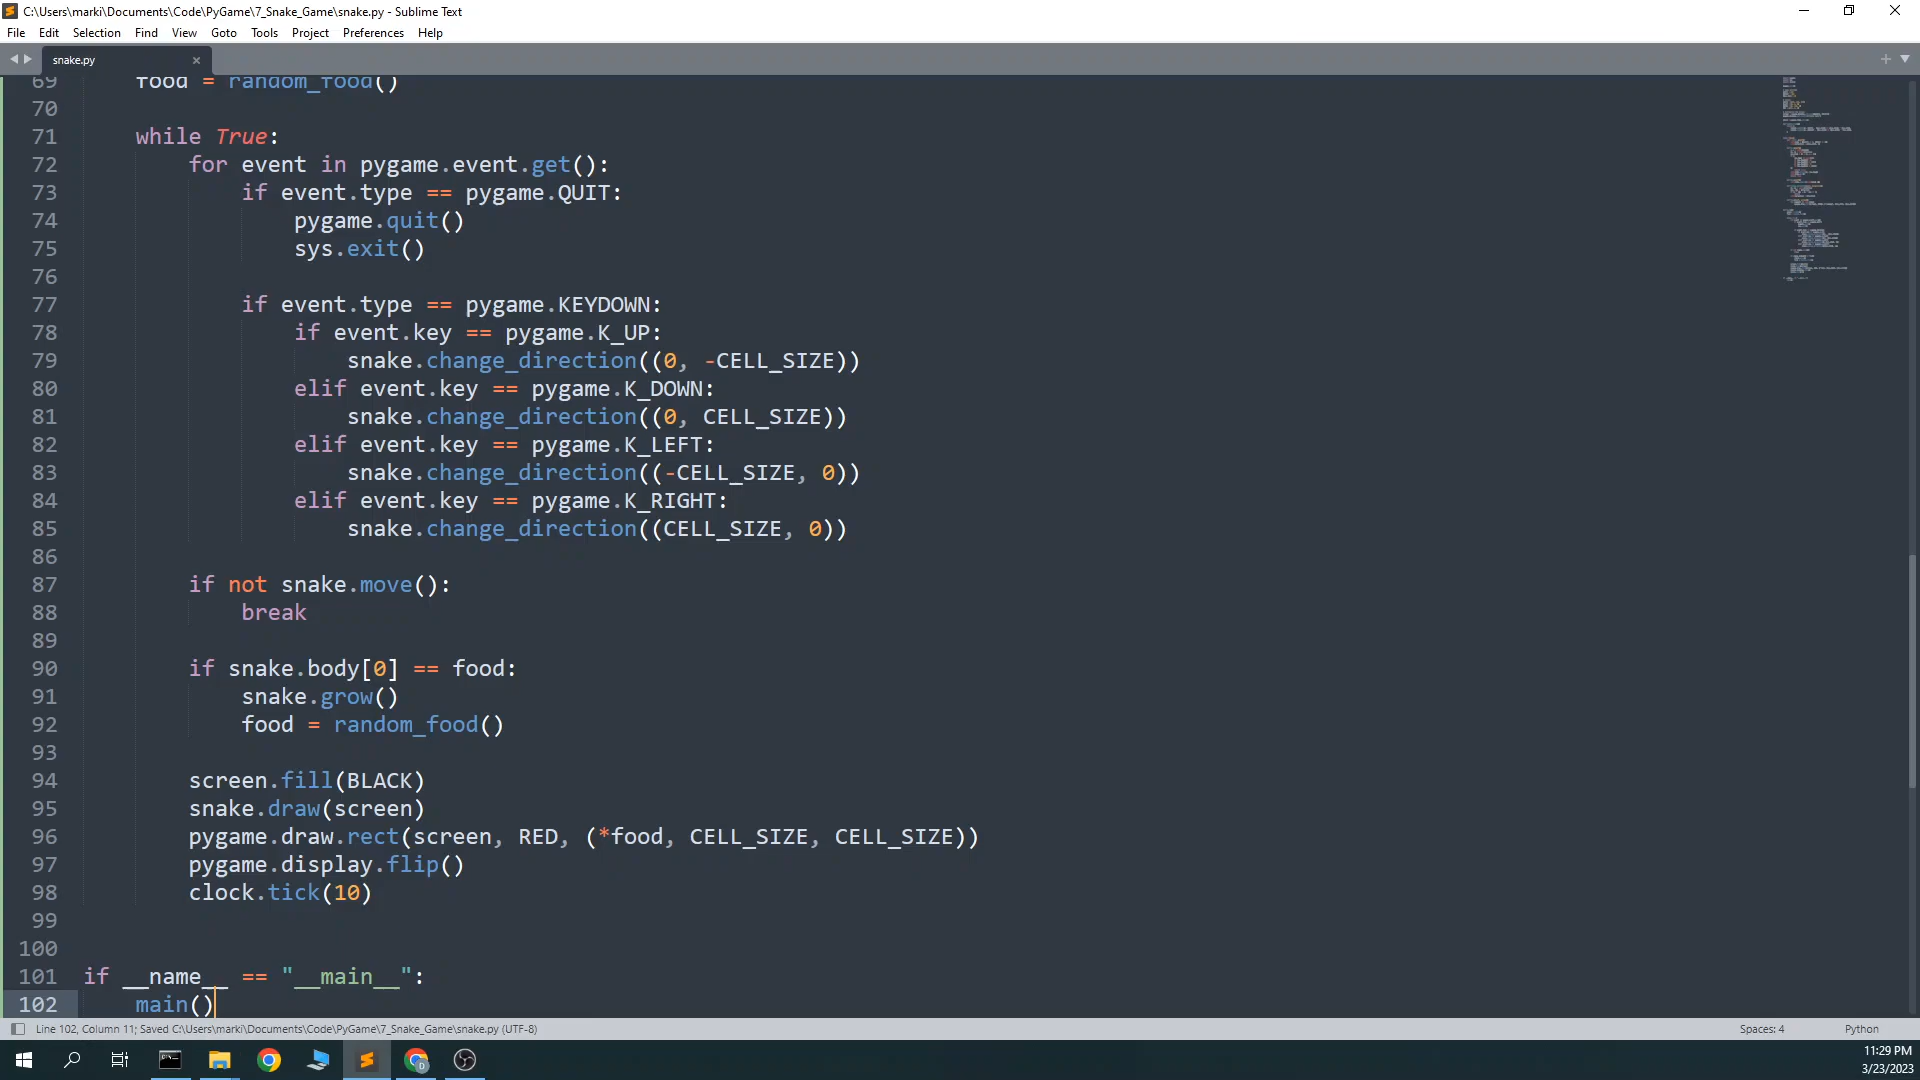 C:\Users\marki\Documents\Code\PyGame\7_Snake_Game\snake.py - Sublime Text
File Edit Selection Find View Goto Tools Project Preferences Help
snake.py
69 food = random_food()
70
71 while True:
72 for event in pygame.event.get():
73 if event.type == pygame.QUIT:
74 pygame.quit()
75 sys.exit()
76
77 if event.type == pygame.KEYDOWN:
78 if event.key == pygame.K_UP:
79 snake.change_direction((0, -CELL_SIZE))
80 elif event.key == pygame.K_DOWN:
81 snake.change_direction((0, CELL_SIZE))
82 elif event.key == pygame.K_LEFT:
83 snake.change_direction((-CELL_SIZE, 0))
84 elif event.key == pygame.K_RIGHT:
85 snake.change_direction((CELL_SIZE, 0))
86
87 if not snake.move():
88 break
89
90 if snake.body[0] == food:
91 snake.grow()
92 food = random_food()
93
94 screen.fill(BLACK)
95 snake.draw(screen)
96 pygame.draw.rect(screen, RED, (*food, CELL_SIZE, CELL_SIZE))
97 pygame.display.flip()
98 clock.tick(10)
99
100
101 if __name__ == "__main__":
102 main()
Line 102, Column 11; Saved C:\Users\marki\Documents\Code\PyGame\7_Snake_Game\snake.py (UTF-8) Spaces: 4 Python
11:29 PM
3/23/2023